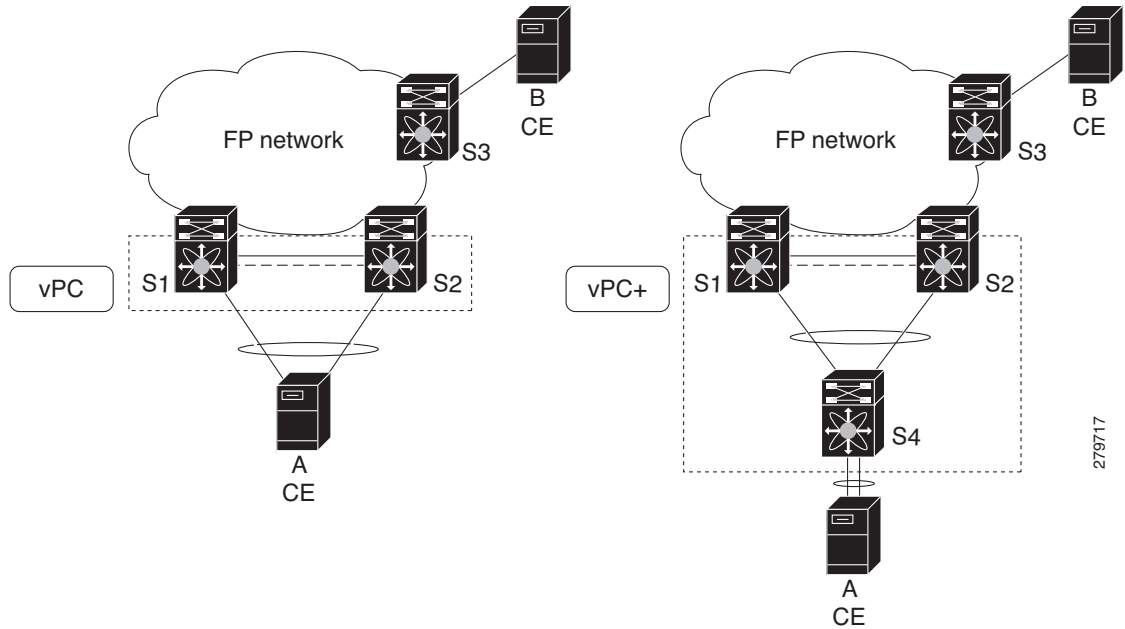 B
CE
FP network
S3
S1
S2
vPC
A
CE
B
CE
FP network
S3
S1
S2
vPC+
S4
A
CE
279717